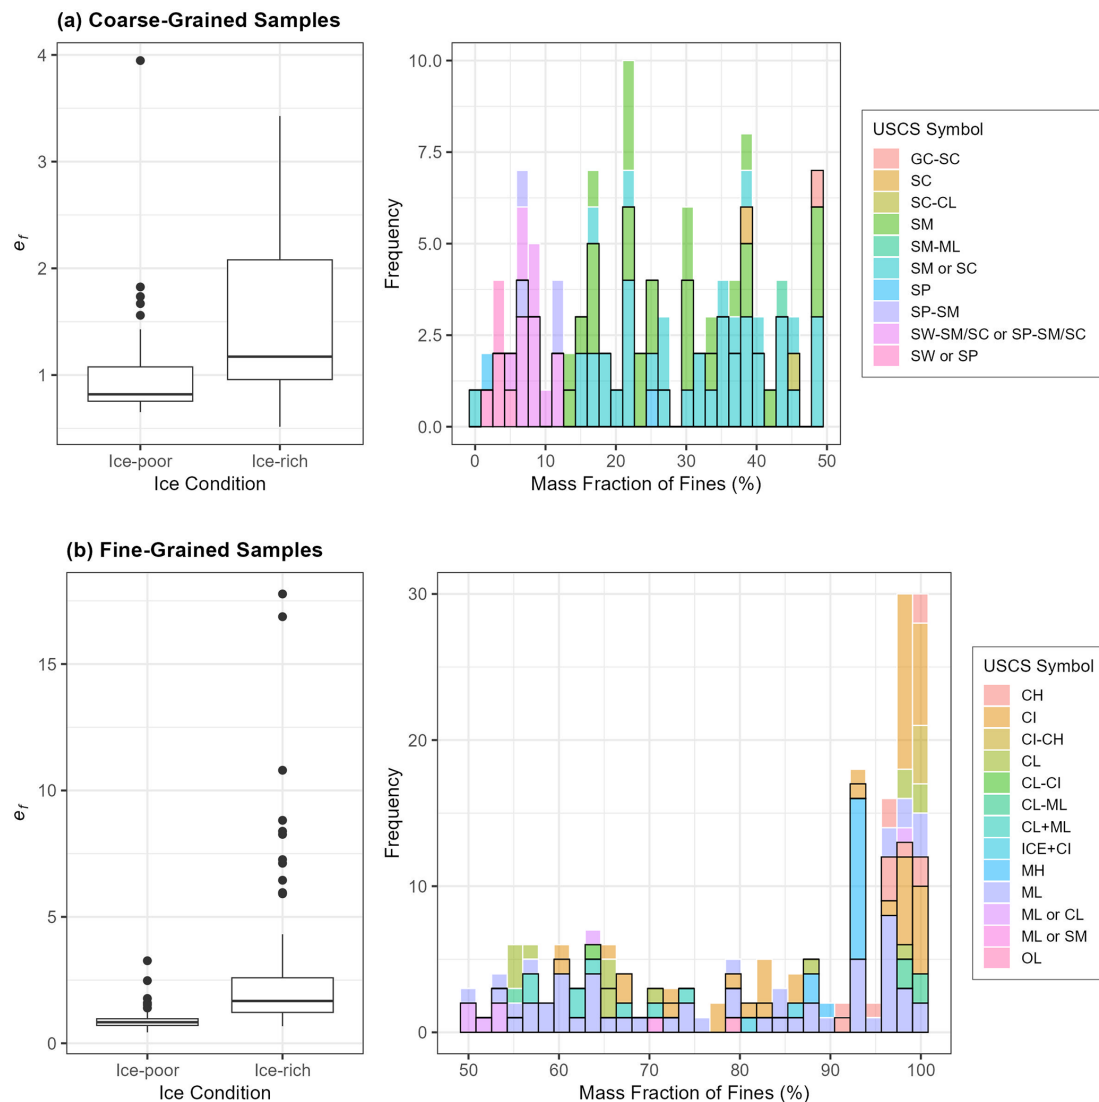 (a) Coarse-Grained Samples
4
3
2
1
e_f
Ice-poor
Ice-rich
Ice Condition
10.0
7.5
5.0
2.5
0.0
Frequency
0 10 20 30 40 50
Mass Fraction of Fines (%)
USCS Symbol
GC-SC
SC
SC-CL
SM
SM-ML
SM or SC
SP
SP-SM
SW-SM/SC or SP-SM/SC
SW or SP
(b) Fine-Grained Samples
15
10
5
0
e_f
Ice-poor
Ice-rich
Ice Condition
30
20
10
0
Frequency
50 60 70 80 90 100
Mass Fraction of Fines (%)
USCS Symbol
CH
CI
CI-CH
CL
CL-CI
CL-ML
CL+ML
ICE+CI
MH
ML
ML or CL
ML or SM
OL